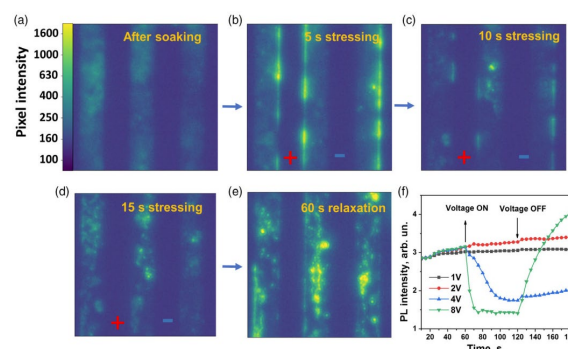 (a)
After soaking
(b)
5 s stressing
(c)
10 s stressing
Pixel intensity
1600
1000
630
400
250
160
100
+
-
+
-
(d)
15 s stressing
+
-
(e)
60 s relaxation
(f)
Voltage ON
Voltage OFF
PL intensity, arb. un.
4
3
2
1
1V
2V
4V
8V
20
40
60
80
100
120
140
160
Time, s